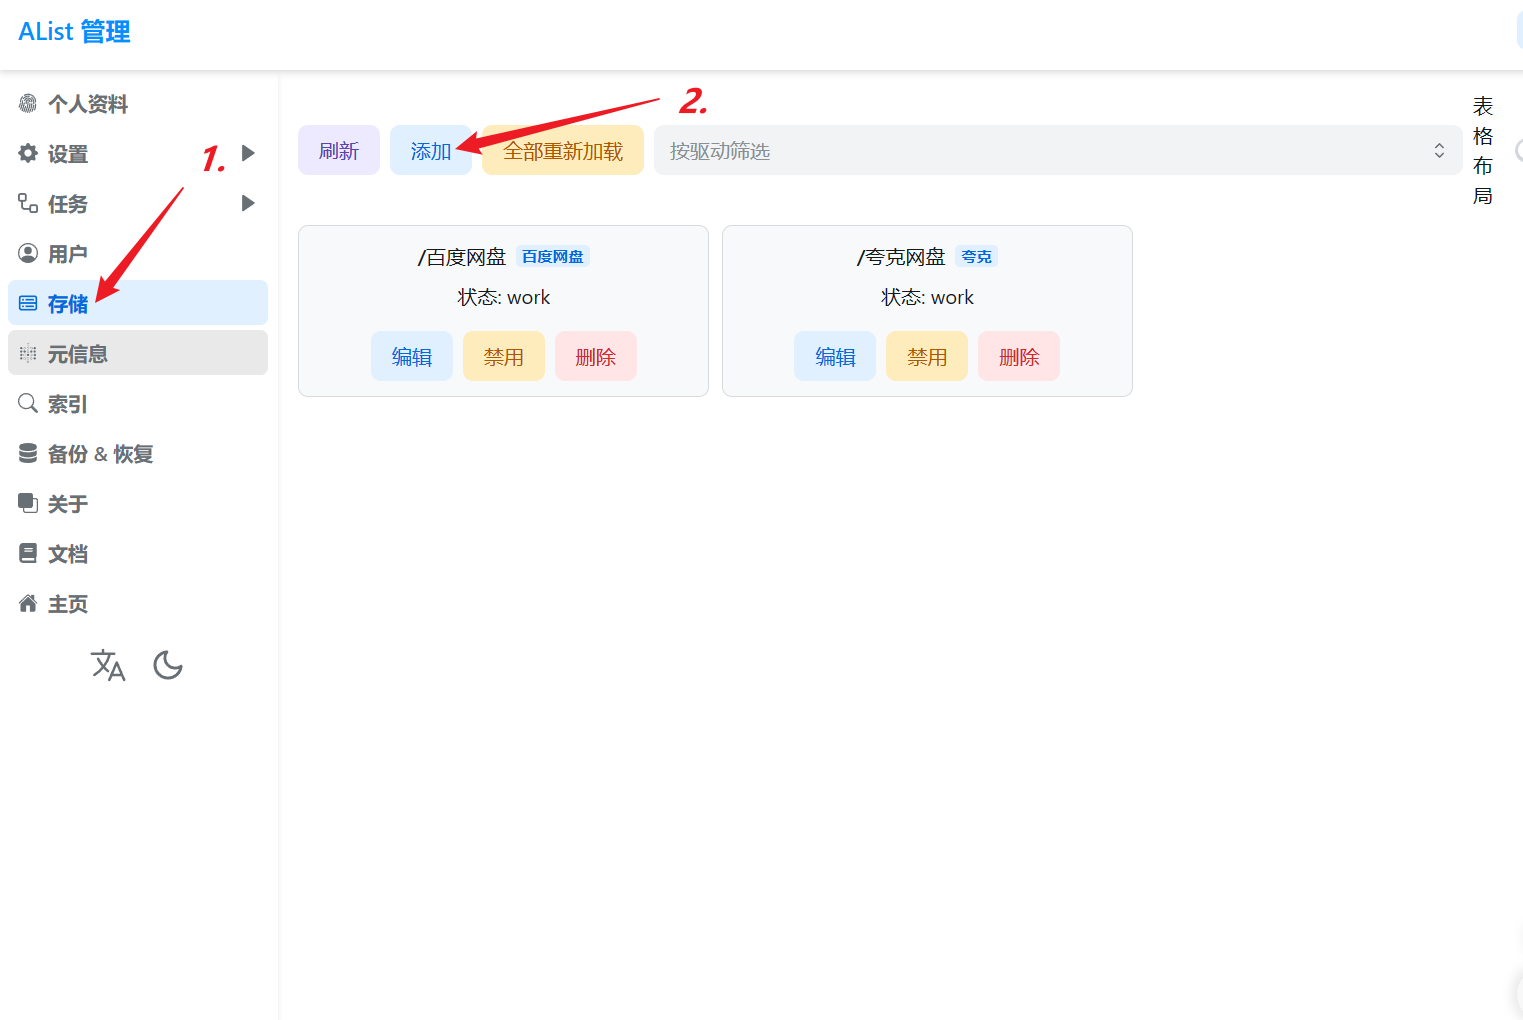 AList 管理
个人资料
设置
任务
用户
存储
元信息
索引
备份 & 恢复
关于
文档
主页
1.
2.
刷新 添加 全部重新加载 按驱动筛选 表格布局
/百度网盘 百度网盘
状态: work
编辑 禁用 删除
/夸克网盘 夸克
状态: work
编辑 禁用 删除